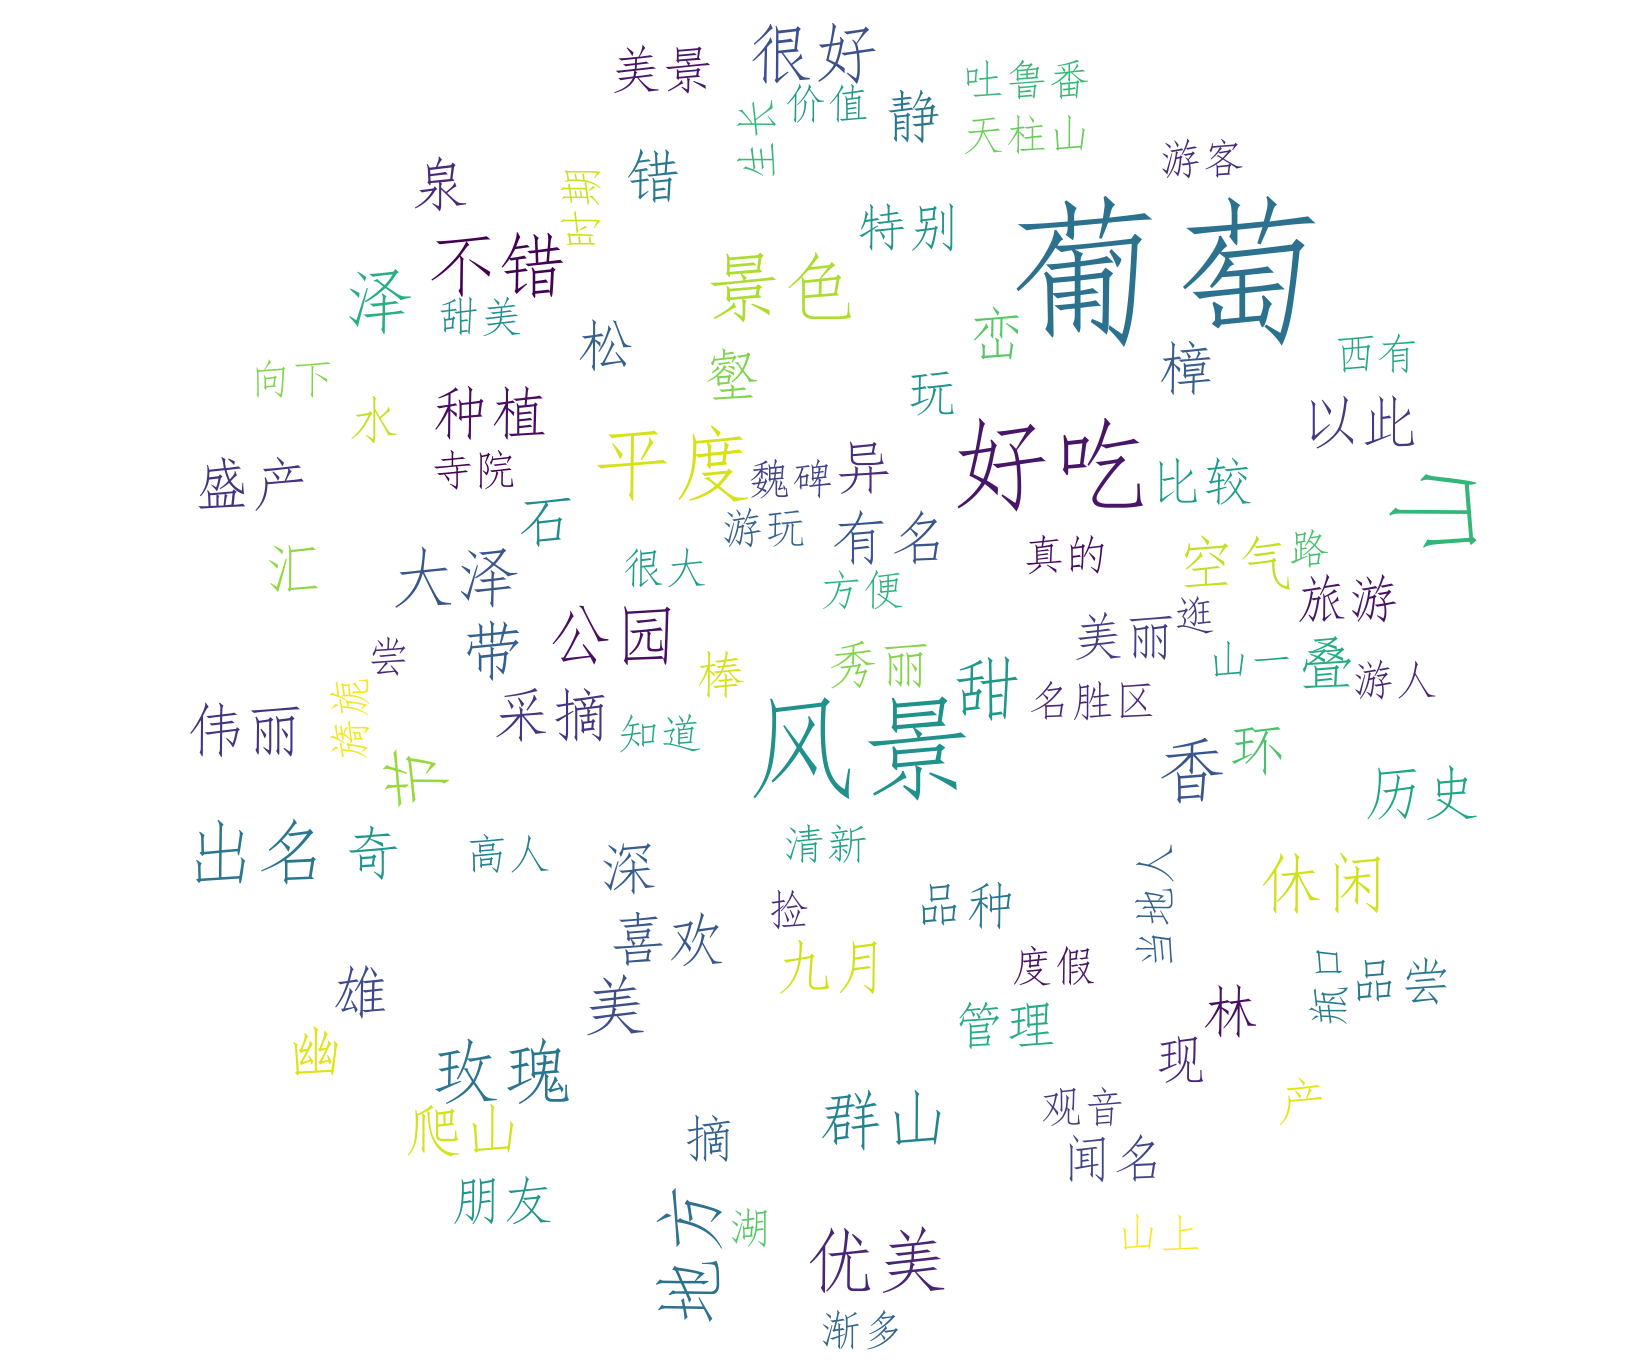 很好
美景
吐鲁番
价值
静
生长
天柱山
游客
错
泉
时期
葡萄
特别
不错
景色
泽
甜美
松
峦
樟
西有
壑
向下
玩
水
种植
以此
好吃
平度
异
寺院
魏碑
比较
盛产
石
工
游玩
有名
真的
空气
路
汇
大泽
很大
方便
旅游
逛
带
公园
美丽
尝
山一
叠
棒
秀丽
甜
游人
名胜区
旖旎
伟丽
采摘
知道
风景
香
环
节
历史
出名
奇
高人
清新
深
休闲
当地人
捡
品种
喜欢
九月
度假
瓶口
品尝
雄
美
管理
林
幽
玫瑰
现
产
爬山
摘
群山
观音
闻名
朋友
地方
湖
山上
优美
渐多